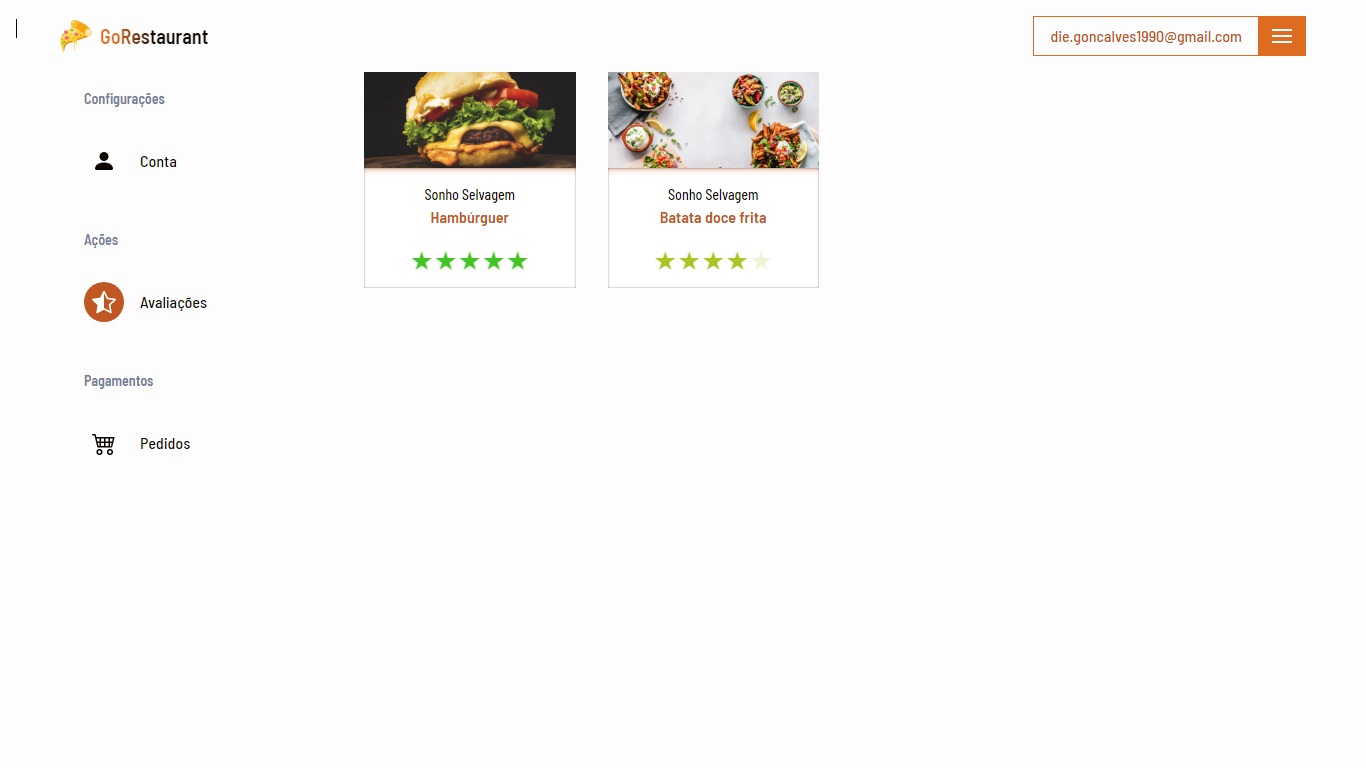 GoRestaurant
die.goncalves1990@gmail.com
Configurações
Conta
Ações
Avaliações
Pagamentos
Pedidos
Sonho Selvagem
Hambúrguer
Sonho Selvagem
Batata doce frita